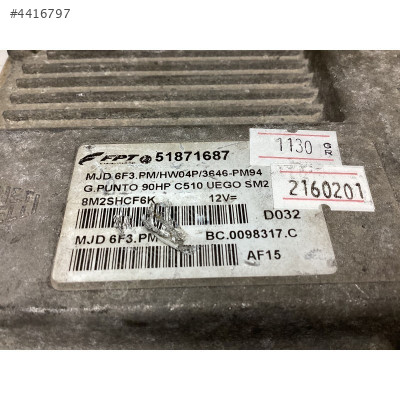 #4416797
FPT 51871687
1130 GR
MJD 6F3.PM/HW04P/3646-PM94
G.PUNTO 90HP C510 UEGO SM2
2160201
8M2SHCF6K 12V=
D032
MJD 6F3.PM BC.0098317.C
AF15